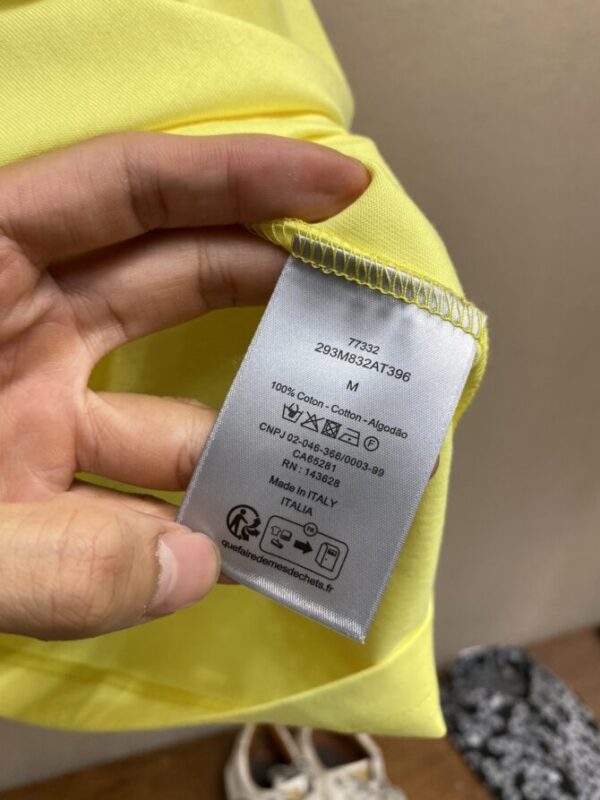 77332
293M832AT396
M
100% Coton - Cotton - Algodão
F
CNPJ 02-046-366/0003-99
CA65281
RN : 143628
Made in ITALY
ITALIA
FR
quefairedemesdechets.fr